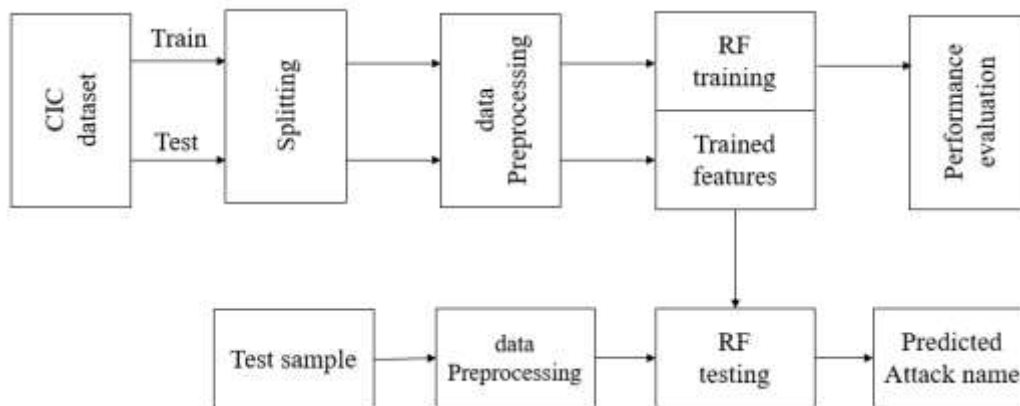 CIC
dataset
Train
Test
Splitting
data
Preprocessing
RF
training
Trained
features
Performance
evaluation
Test sample
data
Preprocessing
RF
testing
Predicted
Attack name